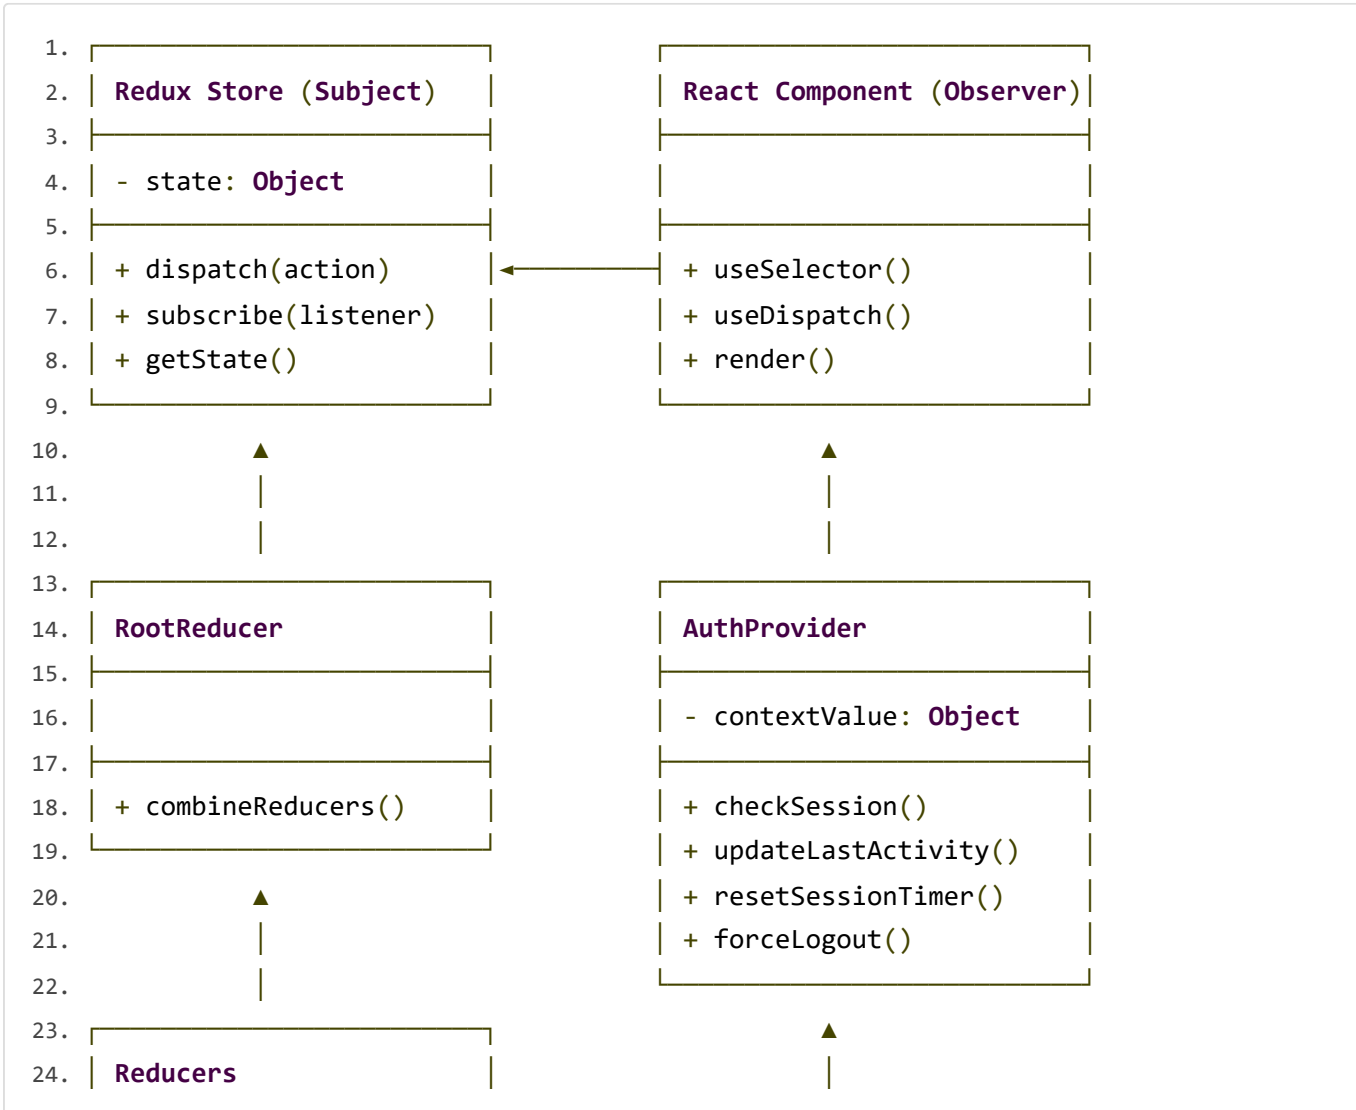 1.
2. Redux Store (Subject) React Component (Observer)
3.
4. - state: Object
5.
6. + dispatch(action) + useSelector()
7. + subscribe(listener) + useDispatch()
8. + getState() + render()
9.
10.
11.
12.
13.
14. RootReducer AuthProvider
15.
16. - contextValue: Object
17.
18. + combineReducers() + checkSession()
19. + updateLastActivity()
20. + resetSessionTimer()
21. + forceLogout()
22.
23.
24. Reducers